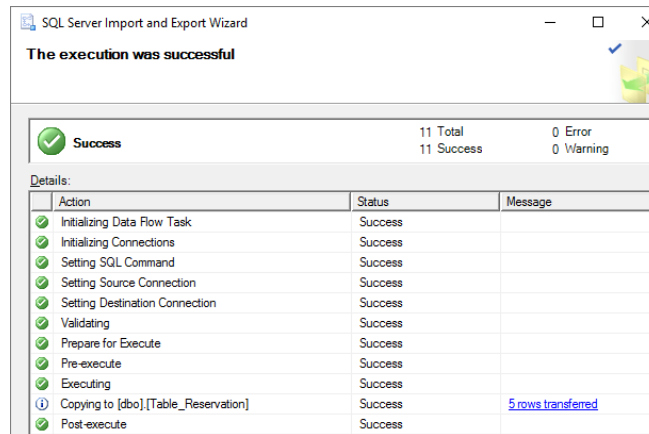 SQL Server Import and Export Wizard
The execution was successful
Success
11 Total 0 Error
11 Success 0 Warning
Details:
Action Status Message
Initializing Data Flow Task Success
Initializing Connections Success
Setting SQL Command Success
Setting Source Connection Success
Setting Destination Connection Success
Validating Success
Prepare for Execute Success
Pre-execute Success
Executing Success
Copying to [dbo].[Table_Reservation] Success 5 rows transferred
Post-execute Success